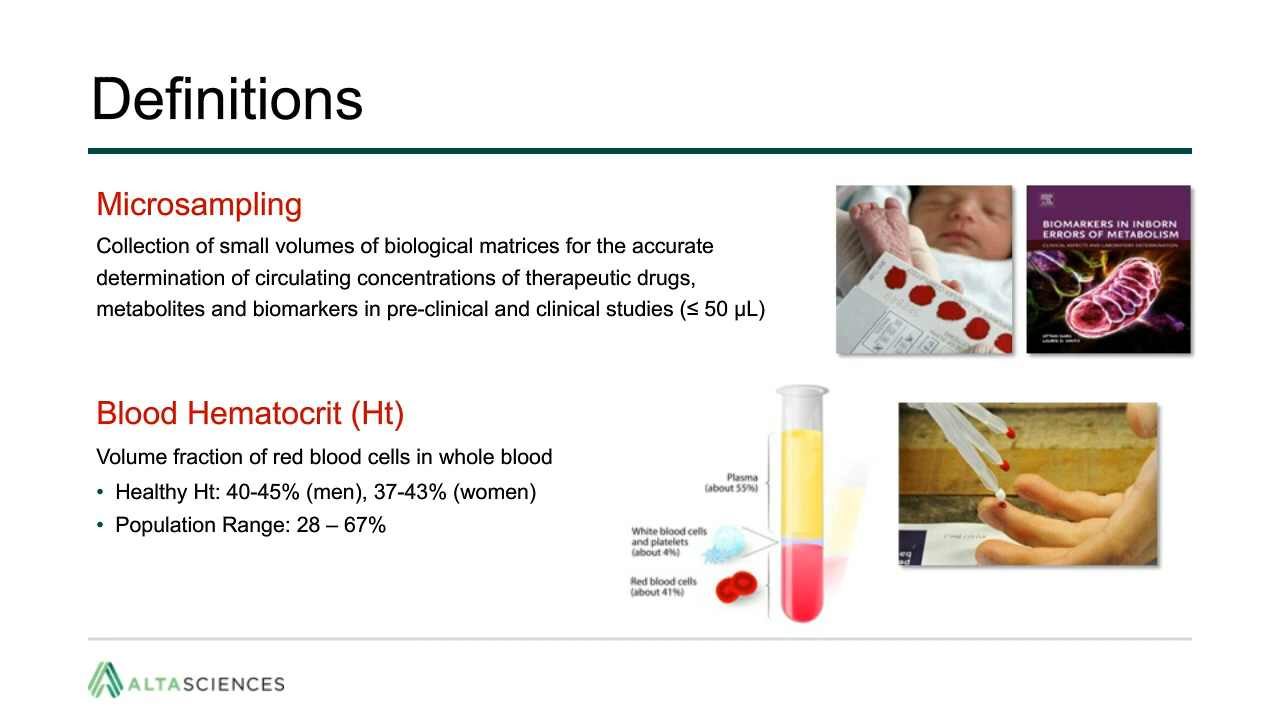 Definitions
Microsampling
Collection of small volumes of biological matrices for the accurate
determination of circulating concentrations of therapeutic drugs,
metabolites and biomarkers in pre-clinical and clinical studies (≤ 50 µL)
BIOMARKERS IN INBORN
ERRORS OF METABOLISM
CLINICAL ASPECTS AND LABORATORY DETERMINATION
UTTAM GARG
LAURIE D. SMITH
Blood Hematocrit (Ht)
Volume fraction of red blood cells in whole blood
• Healthy Ht: 40-45% (men), 37-43% (women)
• Population Range: 28 – 67%
Plasma
(about 55%)
White blood cells
and platelets
(about 4%)
Red blood cells
(about 41%)
ALTASCIENCES